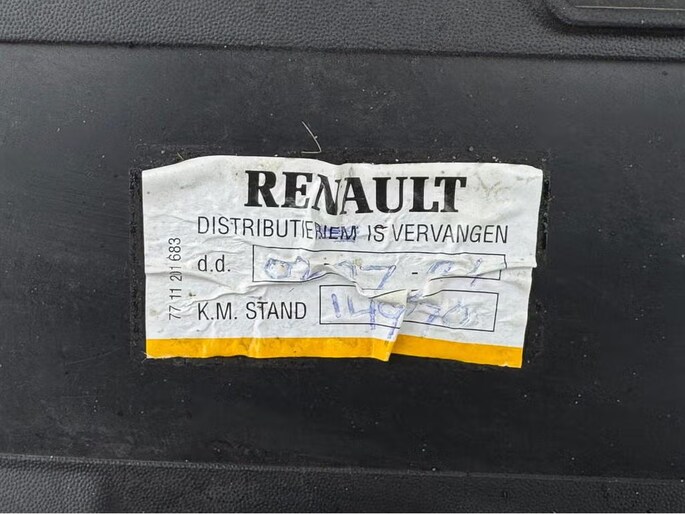 RENAULT
DISTRIBUTIERIEM IS VERVANGEN
d.d.
K.M. STAND
77 11 201 683